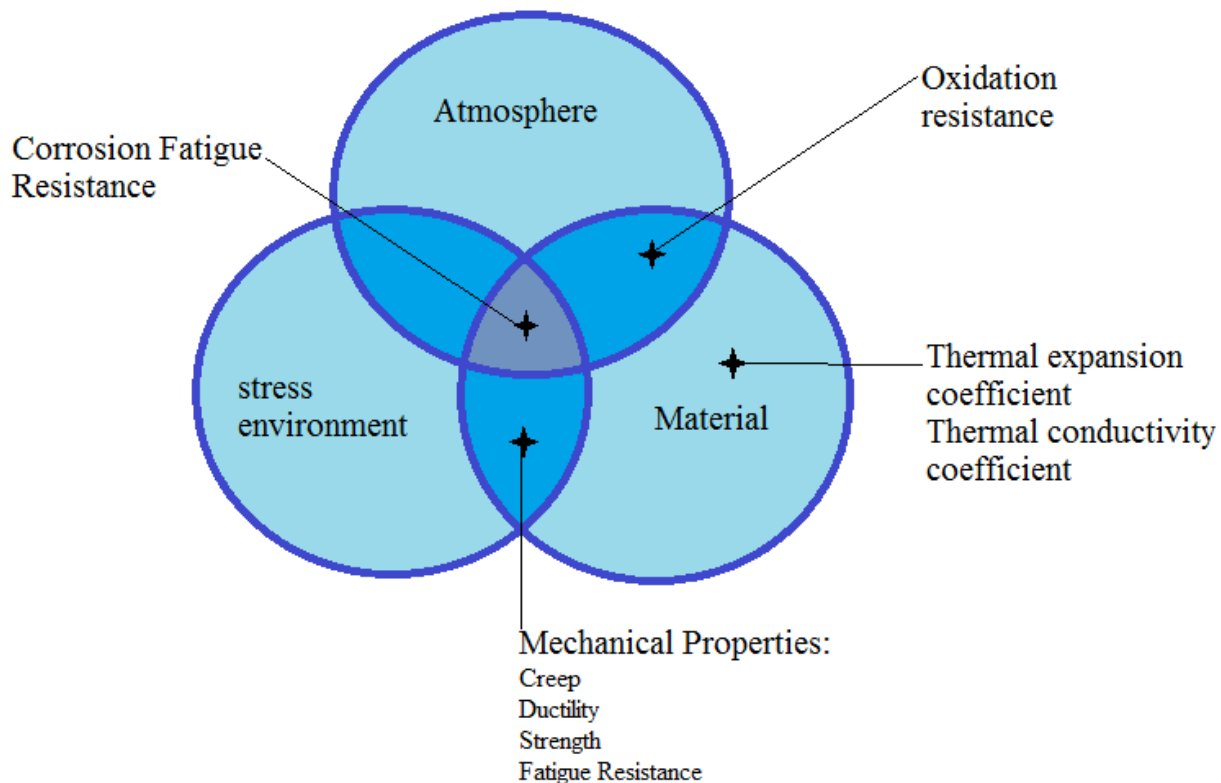 Atmosphere
Oxidation
resistance
Corrosion Fatigue
Resistance
stress
environment
Material
Thermal expansion
coefficient
Thermal conductivity
coefficient
Mechanical Properties:
Creep
Ductility
Strength
Fatigue Resistance